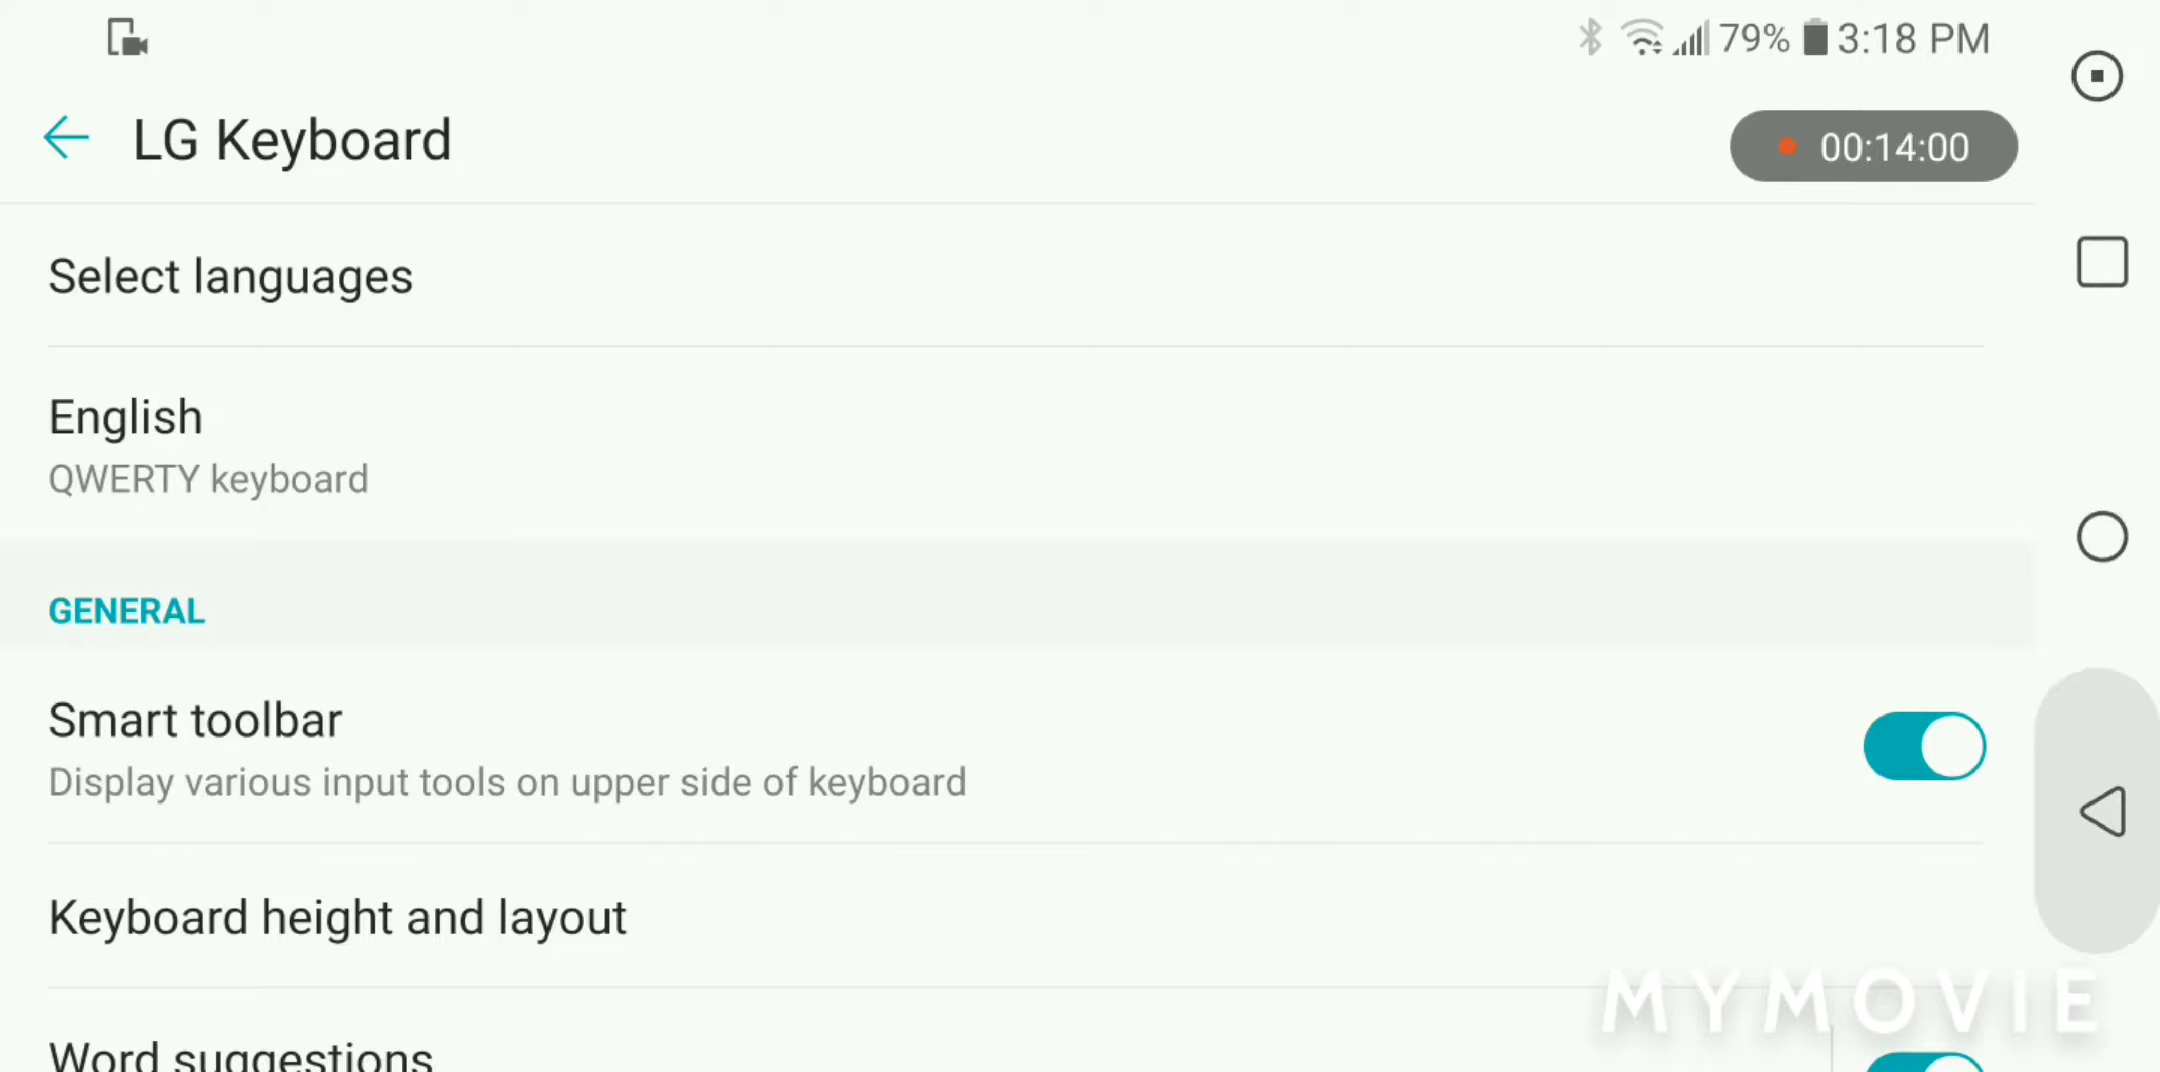 79% 3:18 PM
LG Keyboard
00:14:00
Select languages
English
QWERTY keyboard
GENERAL
Smart toolbar
Display various input tools on upper side of keyboard
Keyboard height and layout
MYMOVIE
Word suggestions